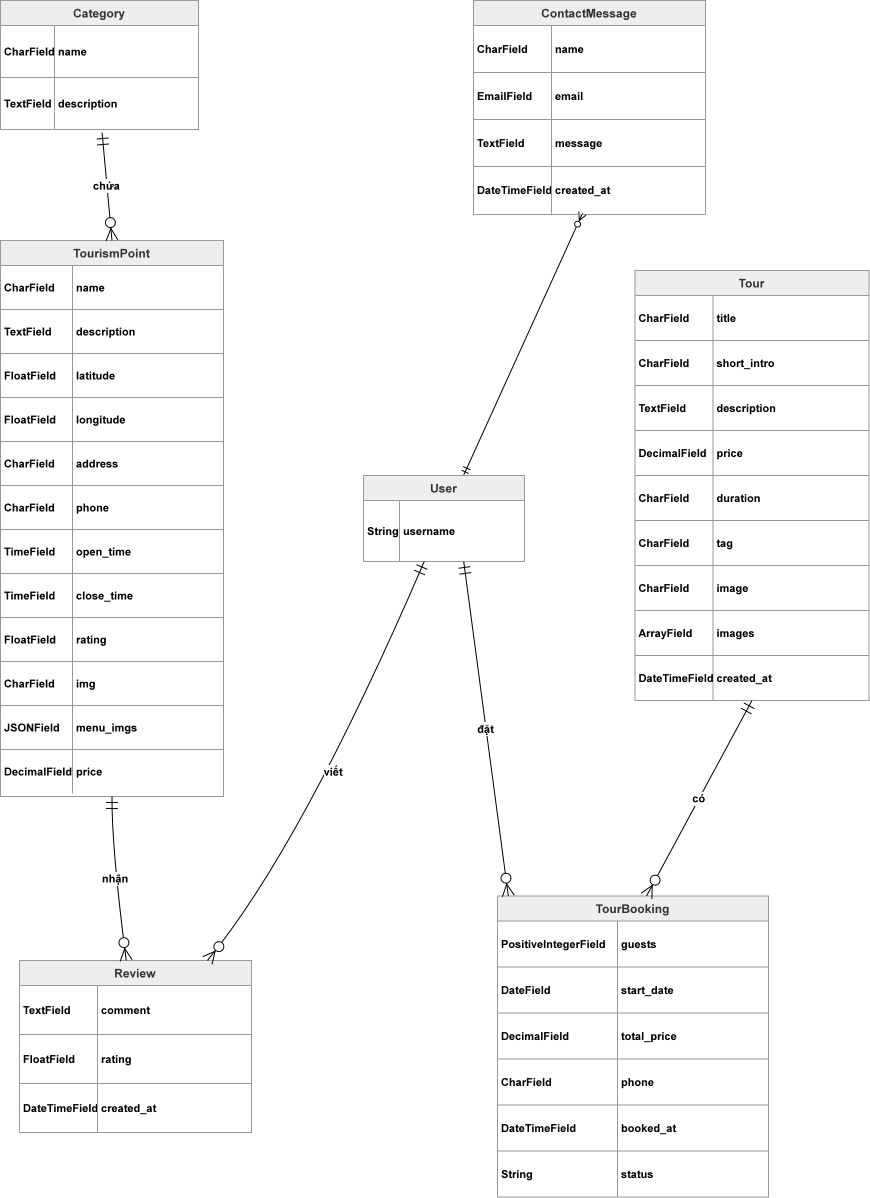 Category
CharField name
TextField description
chứa
TourismPoint
CharField name
TextField description
FloatField latitude
FloatField longitude
CharField address
CharField phone
TimeField open_time
TimeField close_time
FloatField rating
CharField img
JSONField menu_imgs
DecimalField price
nhận
Review
TextField comment
FloatField rating
DateTimeField created_at
ContactMessage
CharField name
EmailField email
TextField message
DateTimeField created_at
User
String username
viết
đặt
Tour
CharField title
CharField short_intro
TextField description
DecimalField price
CharField duration
CharField tag
CharField image
ArrayField images
DateTimeField created_at
có
TourBooking
PositiveIntegerField guests
DateField start_date
DecimalField total_price
CharField phone
DateTimeField booked_at
String status